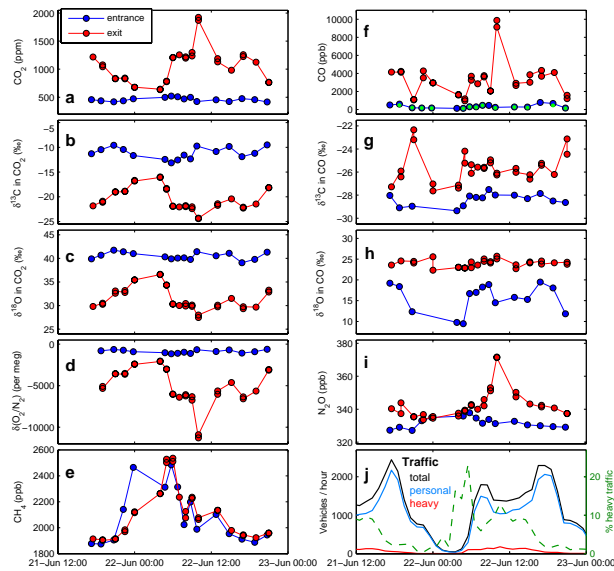 entrance
exit
2000
1500
1000
500
CO2 (ppm)
a
−5
−10
−15
−20
−25
δ13C in CO2 (‰)
b
45
40
35
30
25
δ18O in CO2 (‰)
c
0
−5000
−10000
δ(O2/N2) (per meg)
d
2600
2400
2200
2000
1800
CH4 (ppb)
e
21−Jun 12:00
22−Jun 00:00
22−Jun 12:00
23−Jun 00:00
10000
8000
6000
4000
2000
0
CO (ppb)
f
−22
−24
−26
−28
−30
δ13C in CO (‰)
g
30
25
20
15
10
δ18O in CO (‰)
h
380
360
340
320
N2O (ppb)
i
2000
1000
0
Vehicles / hour
j
Traffic
total
personal
heavy
20
10
0
% heavy traffic
21−Jun 12:00
22−Jun 00:00
22−Jun 12:00
23−Jun 00:00